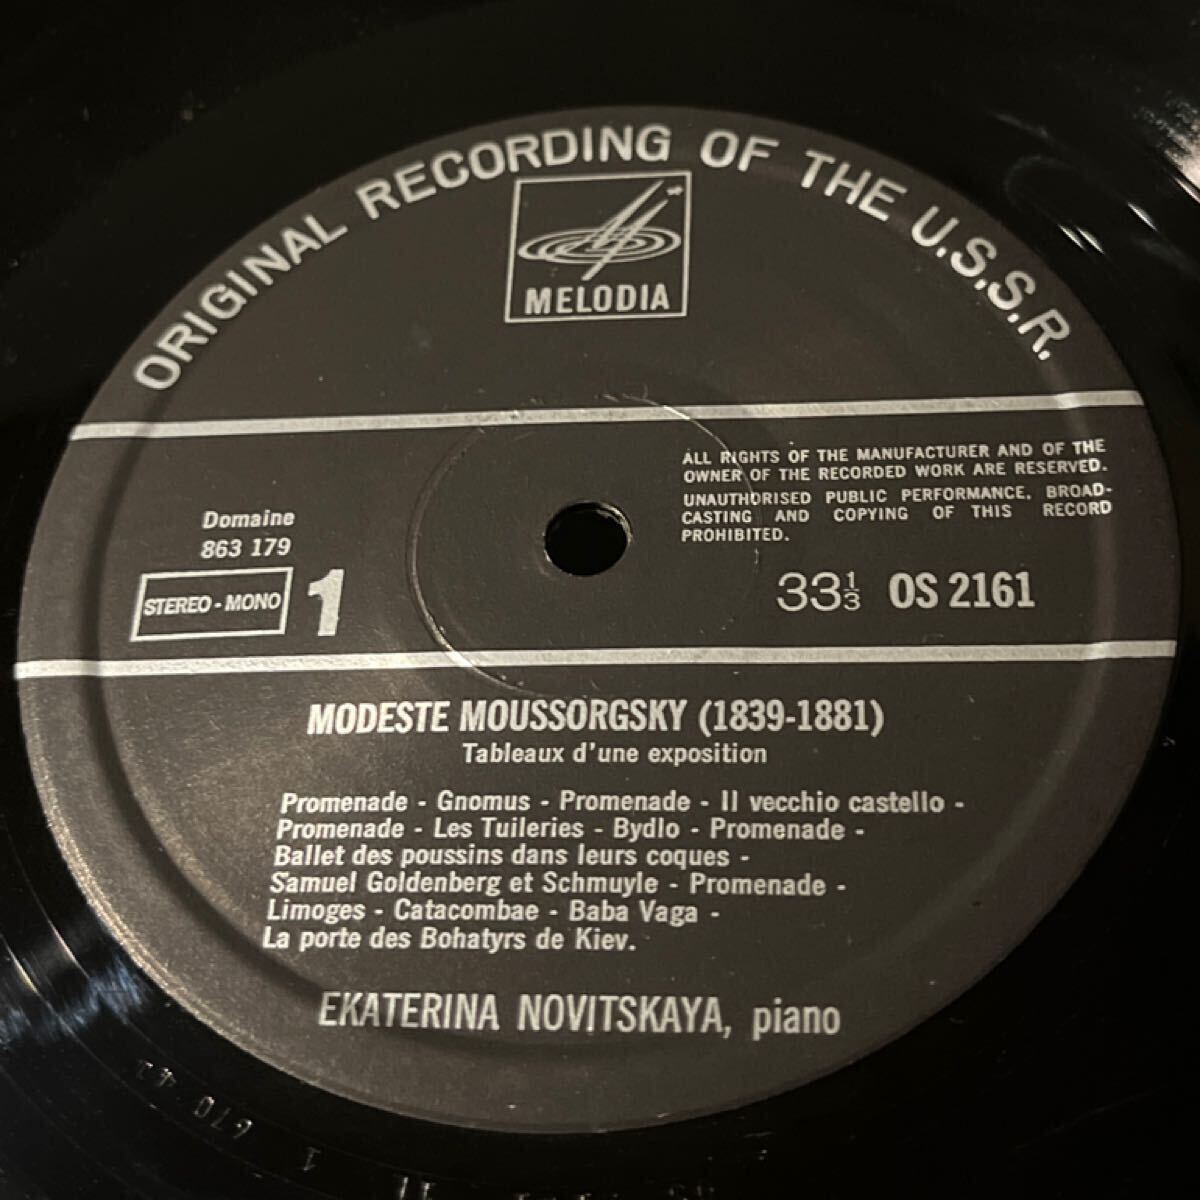 ORIGINAL RECORDING OF THE U.S.S.R.
MELODIA
ALL RIGHTS OF THE MANUFACTURER AND OF THE
OWNER OF THE RECORDED WORK ARE RESERVED.
UNAUTHORISED PUBLIC PERFORMANCE, BROAD-
CASTING AND COPYING OF THIS RECORD
PROHIBITED.
Domaine
863 179
STEREO - MONO 1
33⅓ OS 2161
MODESTE MOUSSORGSKY (1839-1881)
Tableaux d'une exposition
Promenade - Gnomus - Promenade - Il vecchio castello -
Promenade - Les Tuileries - Bydlo - Promenade -
Ballet des poussins dans leurs coques -
Samuel Goldenberg et Schmuyle - Promenade -
Limoges - Catacombae - Baba Vaga -
La porte des Bohatyrs de Kiev.
EKATERINA NOVITSKAYA, piano
1 670 42